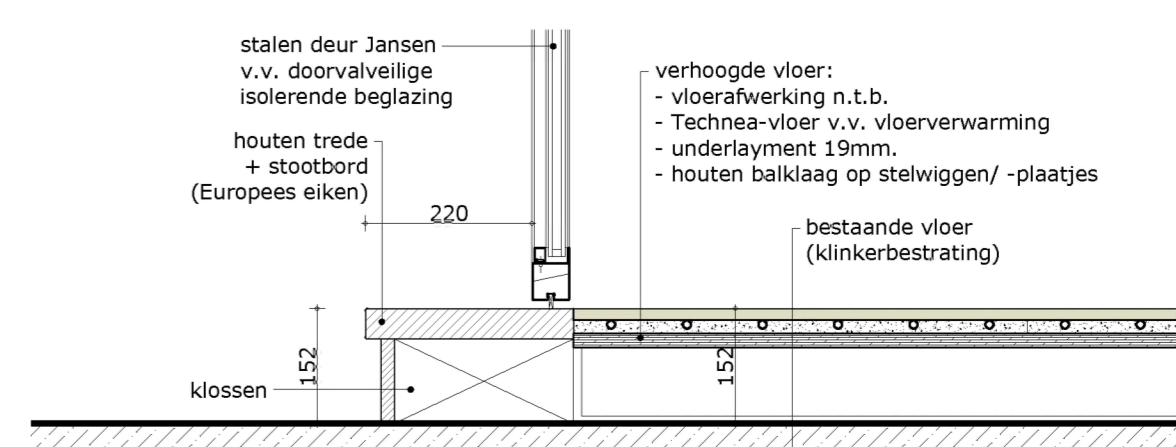 stalen deur Jansen
v.v. doorvalveilige
isolerende beglazing
houten trede
+ stootbord
(Europees eiken)
220
verhoogde vloer:
- vloerafwerking n.t.b.
- Technea-vloer v.v. vloerverwarming
- underlayment 19mm.
- houten balklaag op stelwiggen/ -plaatjes
bestaande vloer
(klinkerbestrating)
152
152
klossen